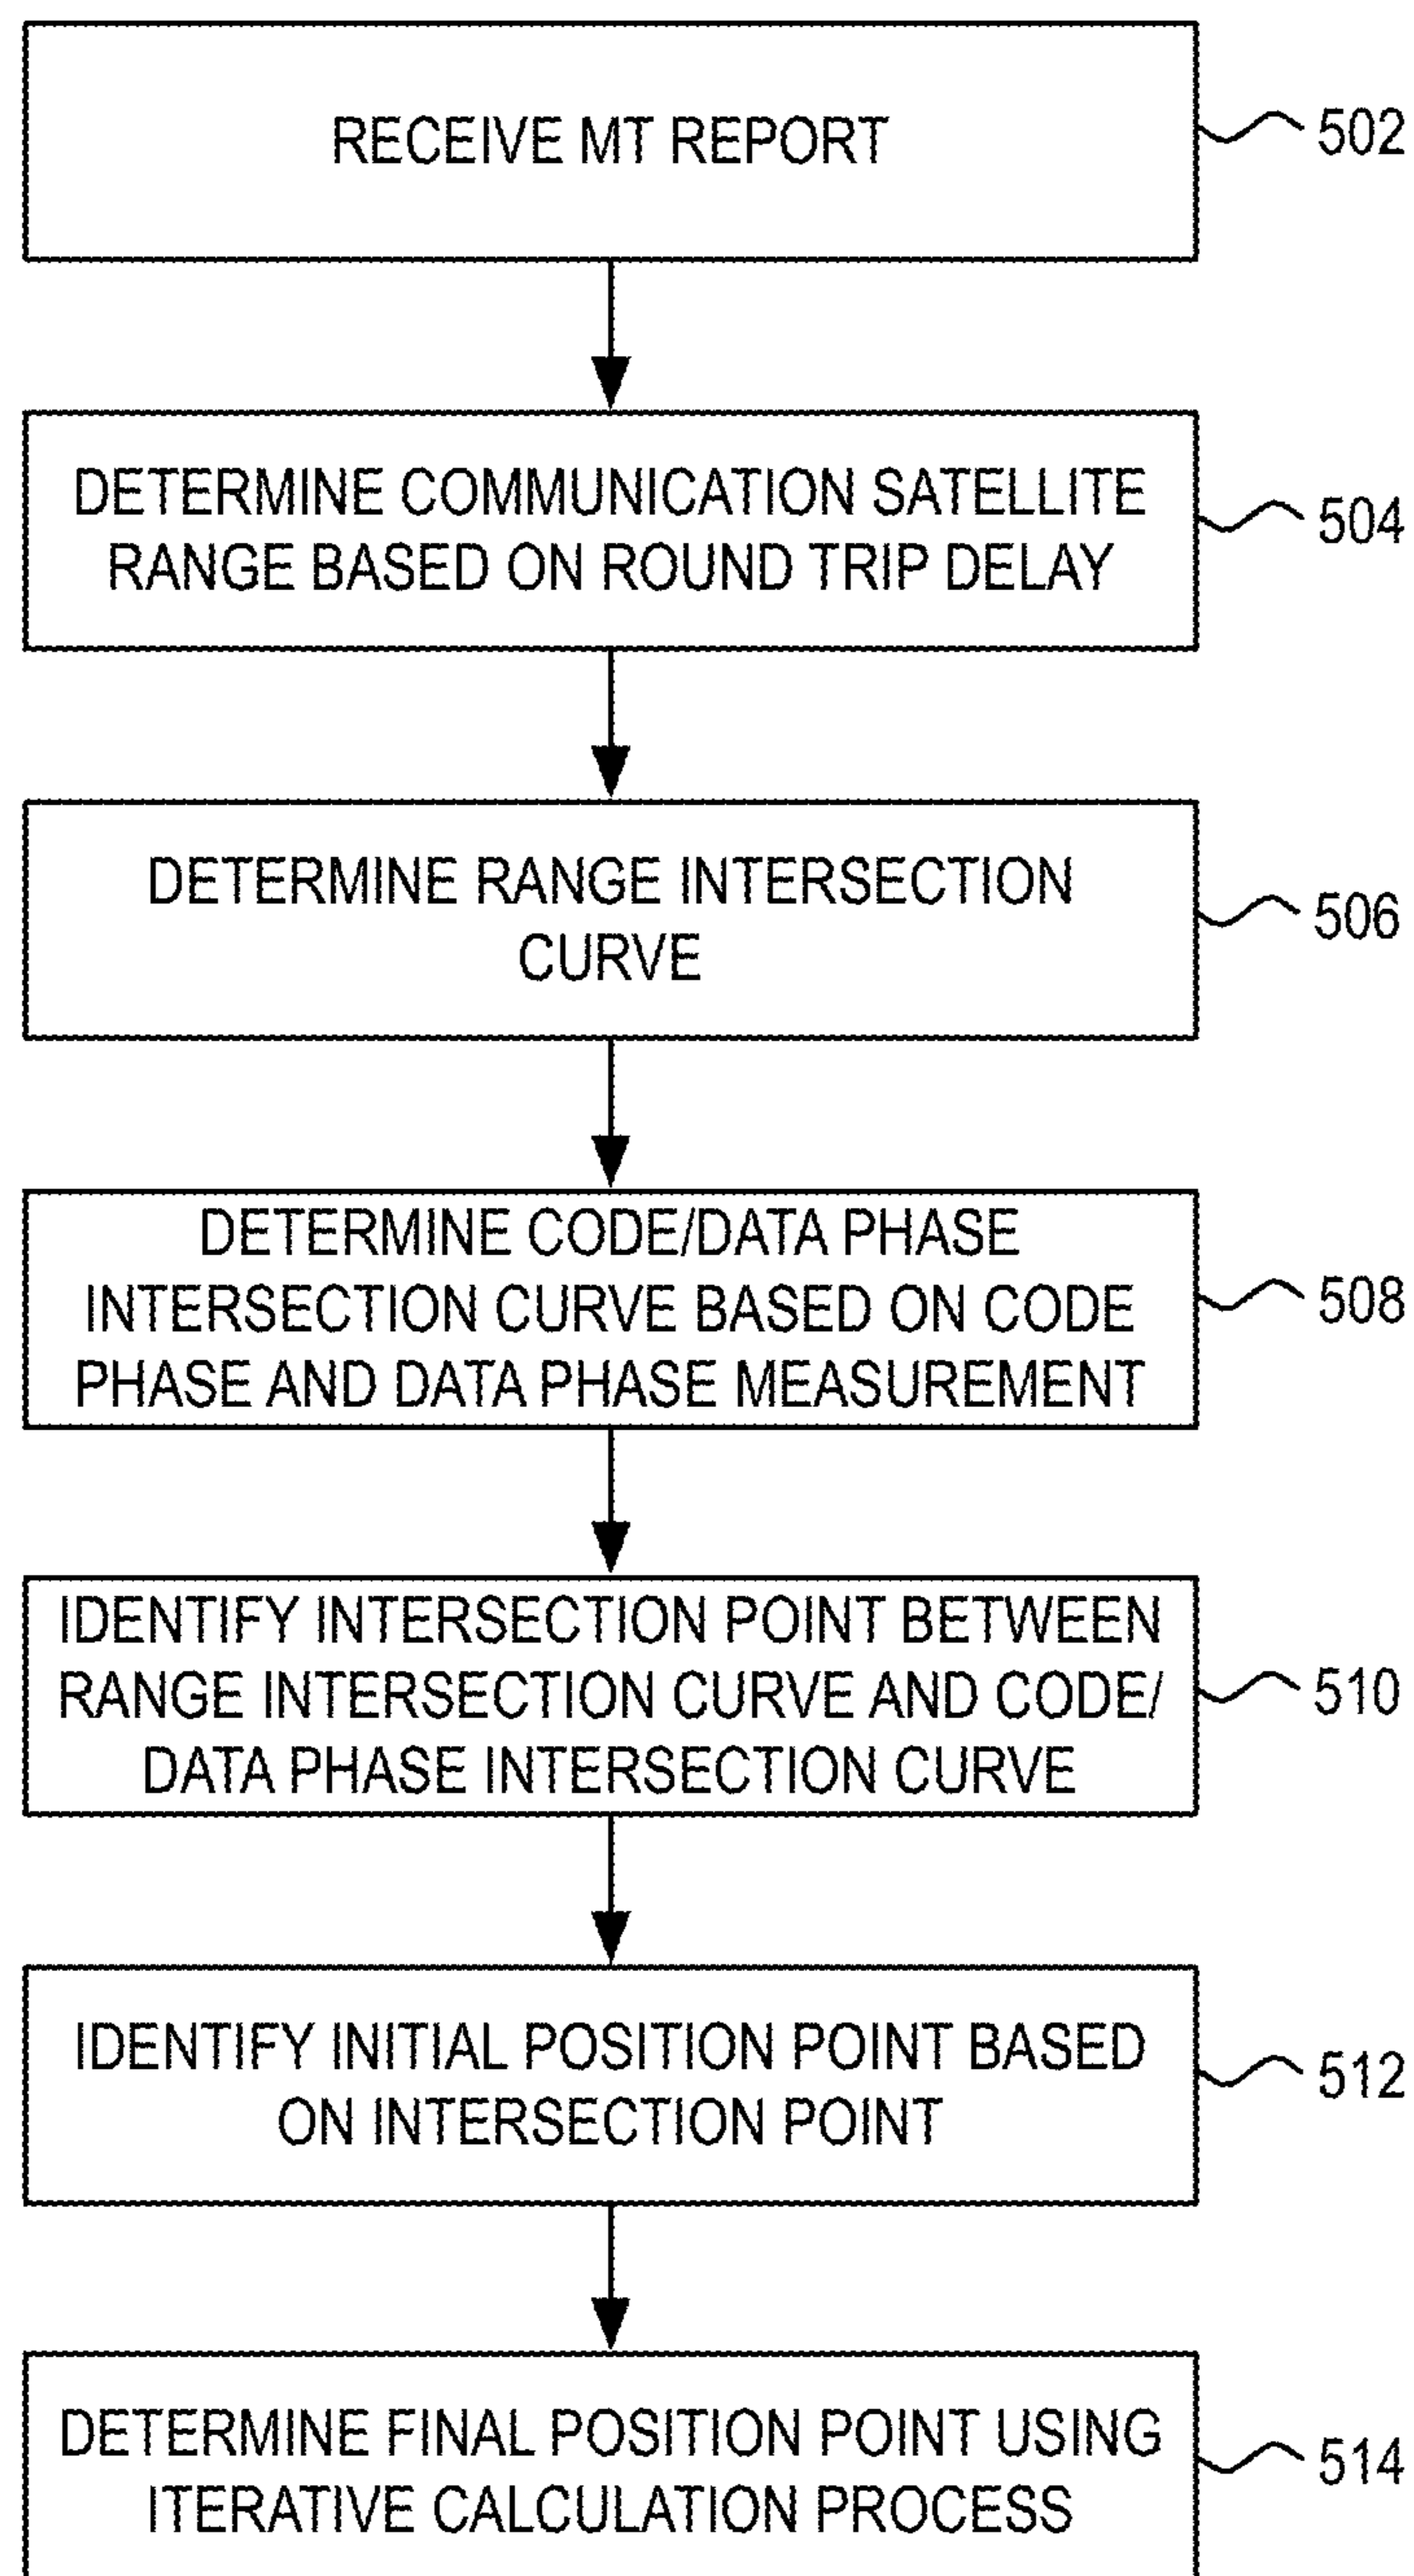 RECEIVE MT REPORT
502
DETERMINE COMMUNICATION SATELLITE
RANGE BASED ON ROUND TRIP DELAY
504
DETERMINE RANGE INTERSECTION
CURVE
506
DETERMINE CODE/DATA PHASE
INTERSECTION CURVE BASED ON CODE
PHASE AND DATA PHASE MEASUREMENT
508
IDENTIFY INTERSECTION POINT BETWEEN
RANGE INTERSECTION CURVE AND CODE/
DATA PHASE INTERSECTION CURVE
510
IDENTIFY INITIAL POSITION POINT BASED
ON INTERSECTION POINT
512
DETERMINE FINAL POSITION POINT USING
ITERATIVE CALCULATION PROCESS
514